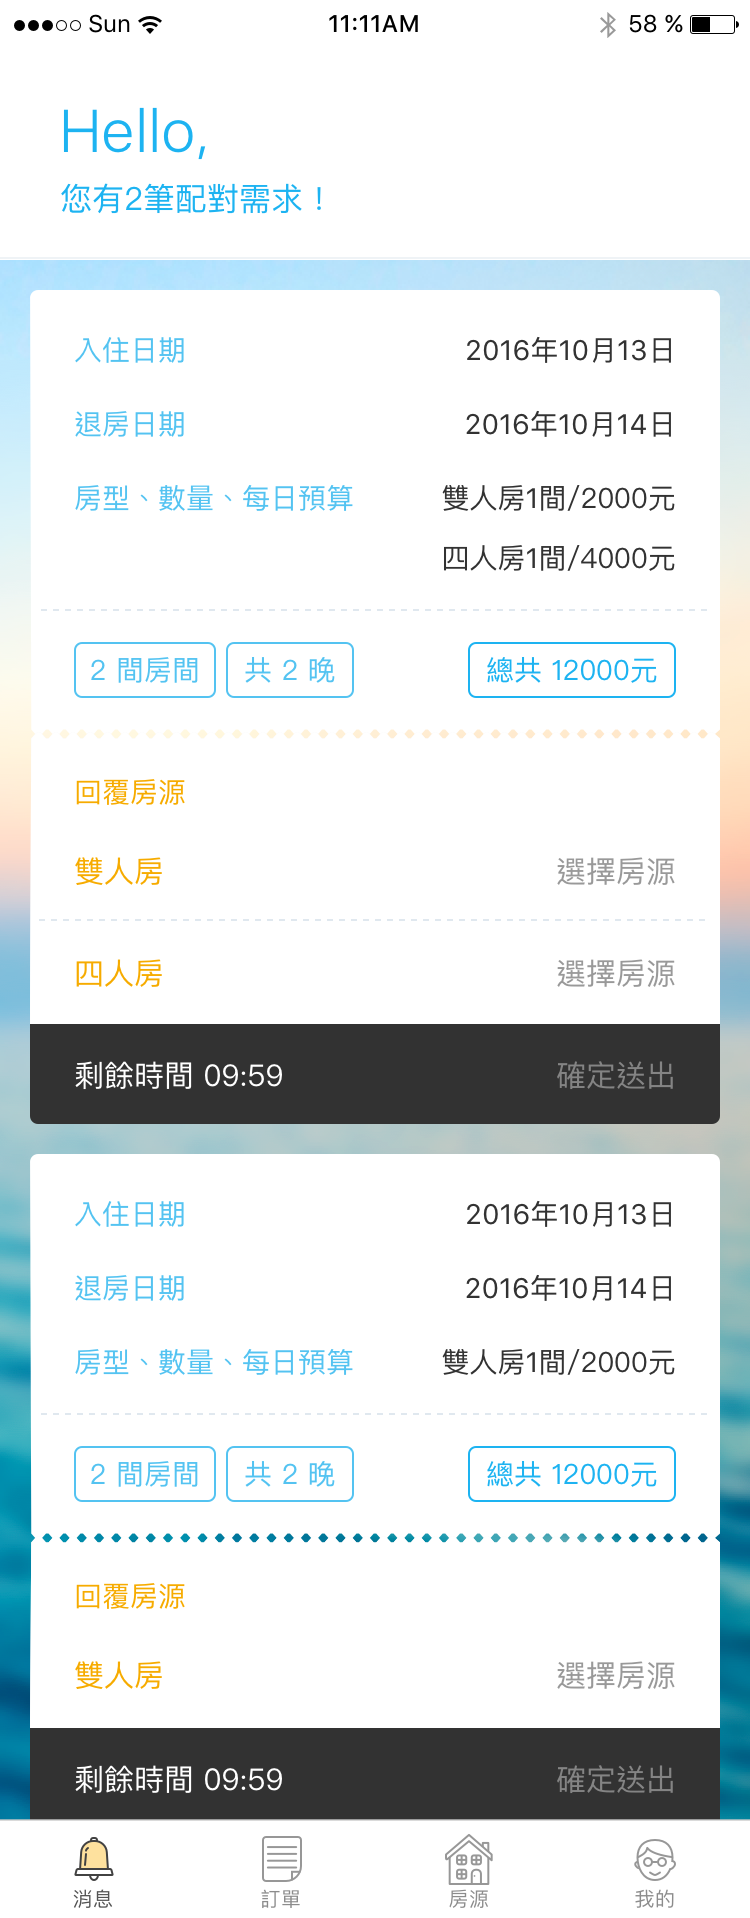 Sun 11:11AM 58 %
Hello,
您有2筆配對需求！
入住日期 2016年10月13日
退房日期 2016年10月14日
房型、數量、每日預算 雙人房1間/2000元
四人房1間/4000元
2 間房間 共 2 晚 總共 12000元
回覆房源
雙人房 選擇房源
四人房 選擇房源
剩餘時間 09:59 確定送出
入住日期 2016年10月13日
退房日期 2016年10月14日
房型、數量、每日預算 雙人房1間/2000元
2 間房間 共 2 晚 總共 12000元
回覆房源
雙人房 選擇房源
剩餘時間 09:59 確定送出
消息 訂單 房源 我的